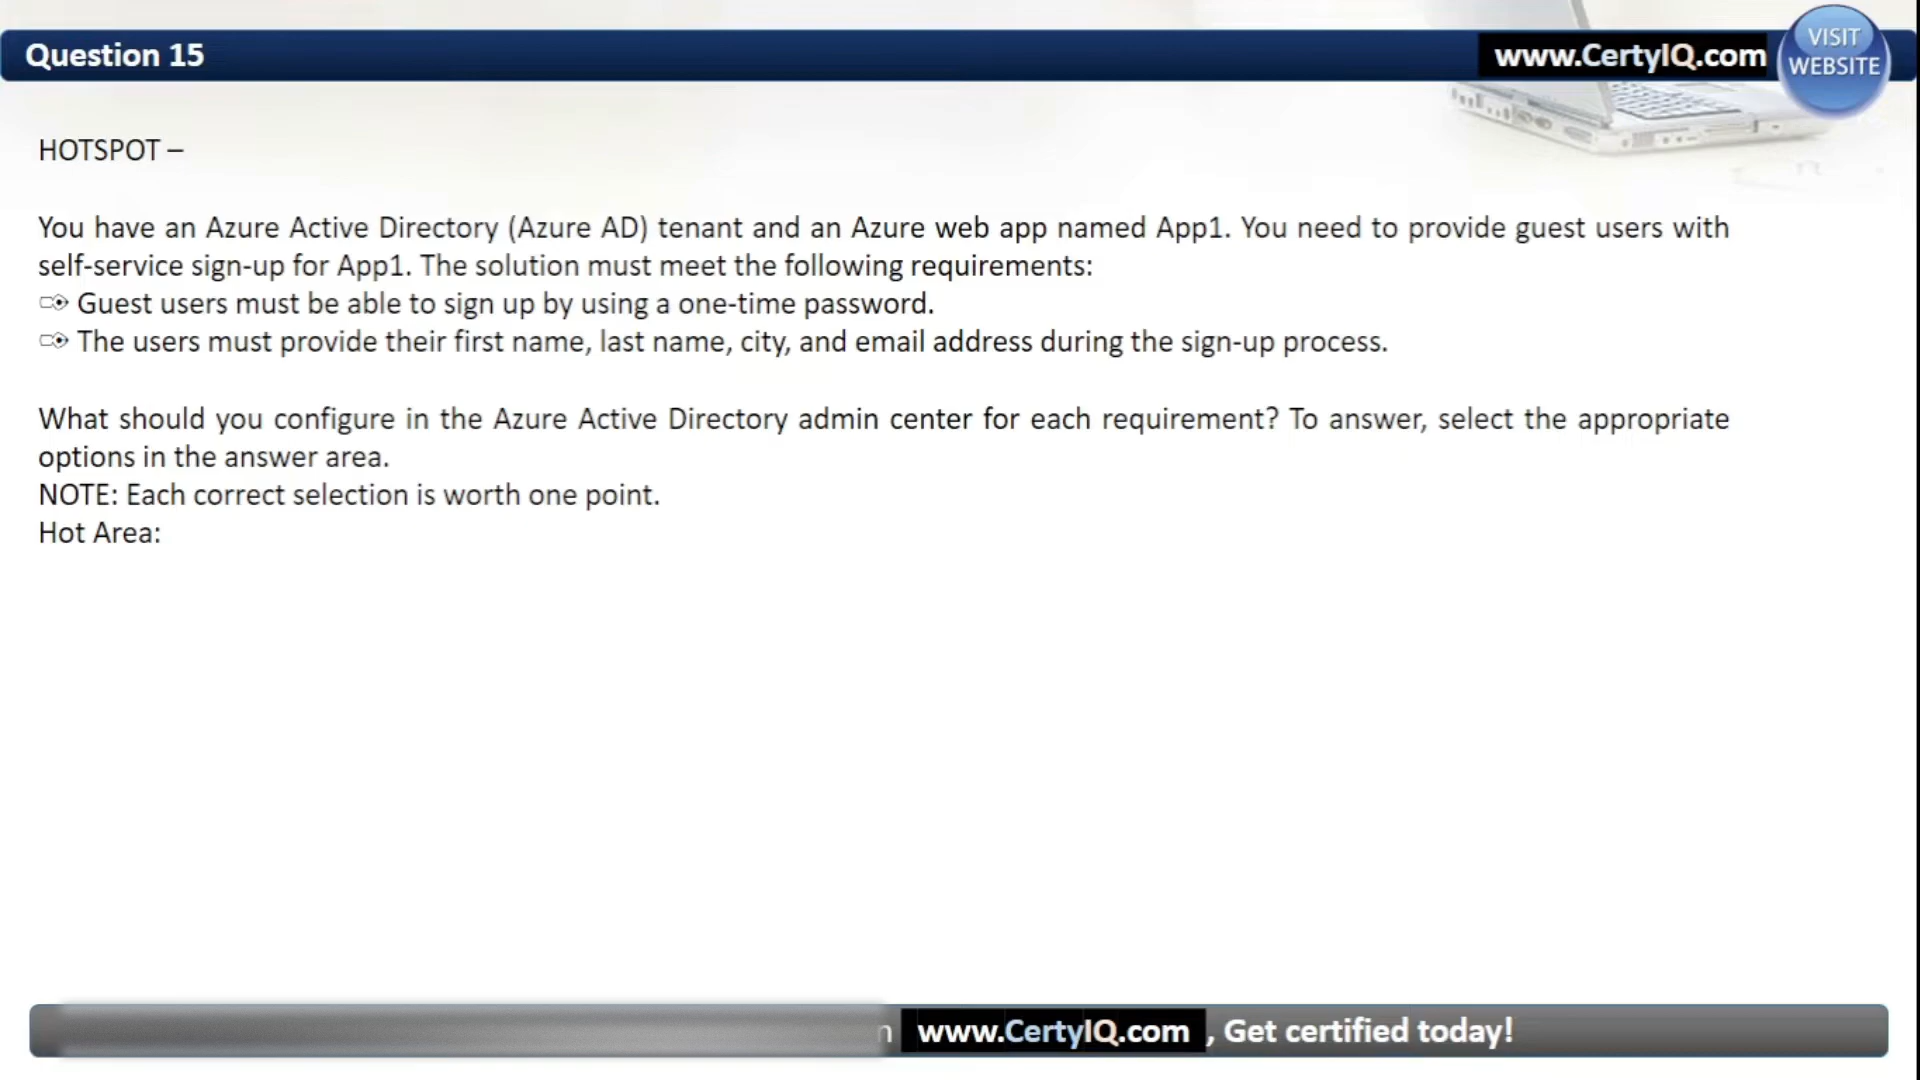 Question 15
www.CertyIQ.com
VISIT
WEBSITE
HOTSPOT –
You have an Azure Active Directory (Azure AD) tenant and an Azure web app named App1. You need to provide guest users with
self-service sign-up for App1. The solution must meet the following requirements:
Guest users must be able to sign up by using a one-time password.
The users must provide their first name, last name, city, and email address during the sign-up process.
What should you configure in the Azure Active Directory admin center for each requirement? To answer, select the appropriate
options in the answer area.
NOTE: Each correct selection is worth one point.
Hot Area:
www.CertyIQ.com , Get certified today!